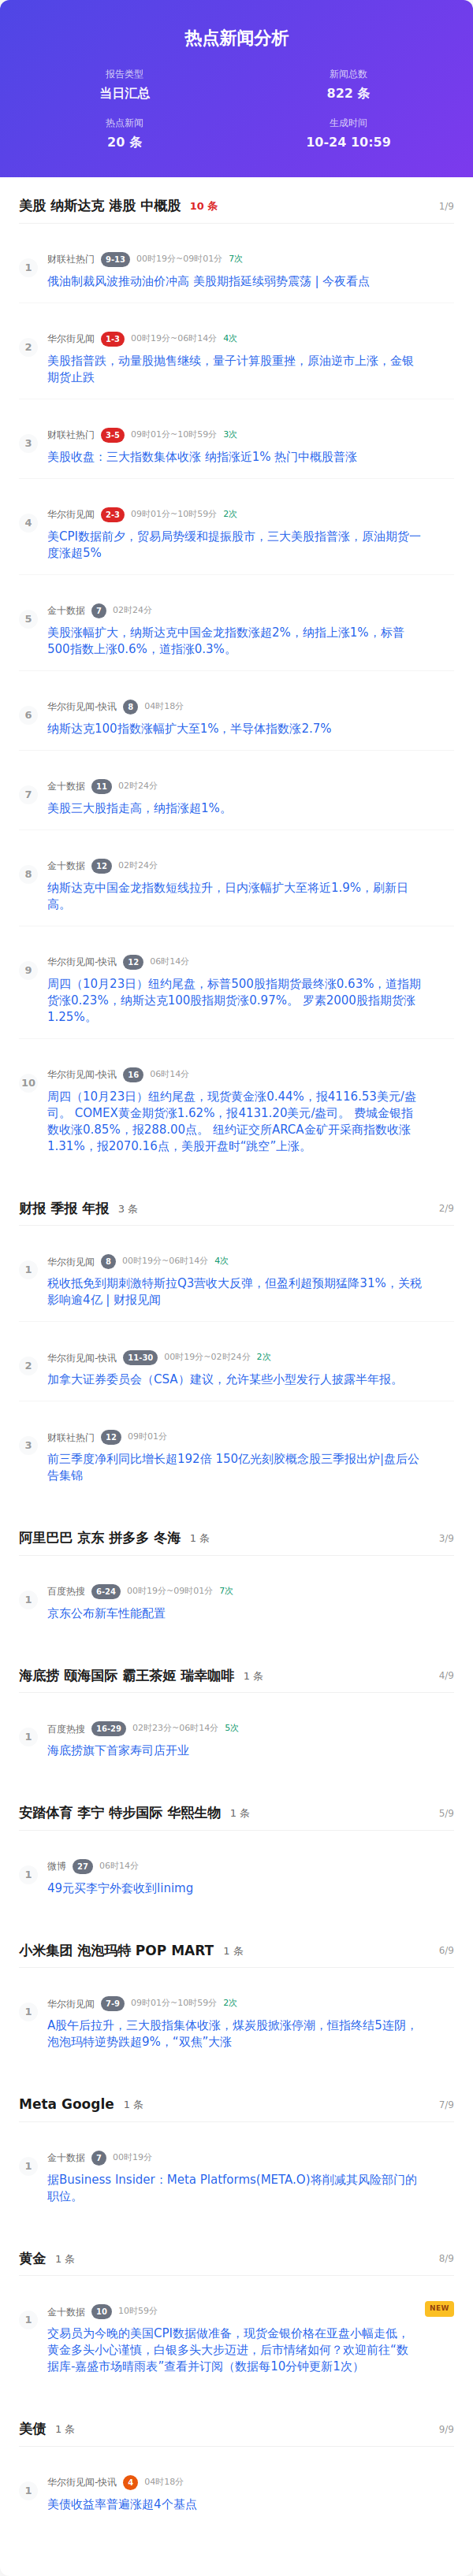 热点新闻分析
报告类型
当日汇总
新闻总数
822 条
热点新闻
20 条
生成时间
10-24 10:59
美股 纳斯达克 港股 中概股 10 条 1/9
1
财联社热门 9-13 00时19分~09时01分 7次
俄油制裁风波推动油价冲高 美股期指延续弱势震荡 | 今夜看点
2
华尔街见闻 1-3 00时19分~06时14分 4次
美股指普跌，动量股抛售继续，量子计算股重挫，原油逆市上涨，金银
期货止跌
3
财联社热门 3-5 09时01分~10时59分 3次
美股收盘：三大指数集体收涨 纳指涨近1% 热门中概股普涨
4
华尔街见闻 2-3 09时01分~10时59分 2次
美CPI数据前夕，贸易局势缓和提振股市，三大美股指普涨，原油期货一
度涨超5%
5
金十数据 7 02时24分
美股涨幅扩大，纳斯达克中国金龙指数涨超2%，纳指上涨1%，标普
500指数上涨0.6%，道指涨0.3%。
6
华尔街见闻-快讯 8 04时18分
纳斯达克100指数涨幅扩大至1%，半导体指数涨2.7%
7
金十数据 11 02时24分
美股三大股指走高，纳指涨超1%。
8
金十数据 12 02时24分
纳斯达克中国金龙指数短线拉升，日内涨幅扩大至将近1.9%，刷新日
高。
9
华尔街见闻-快讯 12 06时14分
周四（10月23日）纽约尾盘，标普500股指期货最终涨0.63%，道指期
货涨0.23%，纳斯达克100股指期货涨0.97%。 罗素2000股指期货涨
1.25%。
10
华尔街见闻-快讯 16 06时14分
周四（10月23日）纽约尾盘，现货黄金涨0.44%，报4116.53美元/盎
司。 COMEX黄金期货涨1.62%，报4131.20美元/盎司。 费城金银指
数收涨0.85%，报288.00点。 纽约证交所ARCA金矿开采商指数收涨
1.31%，报2070.16点，美股开盘时“跳空”上涨。
财报 季报 年报 3 条 2/9
1
华尔街见闻 8 00时19分~06时14分 4次
税收抵免到期刺激特斯拉Q3营收大反弹，但盈利超预期猛降31%，关税
影响逾4亿 | 财报见闻
2
华尔街见闻-快讯 11-30 00时19分~02时24分 2次
加拿大证券委员会（CSA）建议，允许某些小型发行人披露半年报。
3
财联社热门 12 09时01分
前三季度净利同比增长超192倍 150亿光刻胶概念股三季报出炉|盘后公
告集锦
阿里巴巴 京东 拼多多 冬海 1 条 3/9
1
百度热搜 6-24 00时19分~09时01分 7次
京东公布新车性能配置
海底捞 颐海国际 霸王茶姬 瑞幸咖啡 1 条 4/9
1
百度热搜 16-29 02时23分~06时14分 5次
海底捞旗下首家寿司店开业
安踏体育 李宁 特步国际 华熙生物 1 条 5/9
1
微博 27 06时14分
49元买李宁外套收到linimg
小米集团 泡泡玛特 POP MART 1 条 6/9
1
华尔街见闻 7-9 09时01分~10时59分 2次
A股午后拉升，三大股指集体收涨，煤炭股掀涨停潮，恒指终结5连阴，
泡泡玛特逆势跌超9%，“双焦”大涨
Meta Google 1 条 7/9
1
金十数据 7 00时19分
据Business Insider：Meta Platforms(META.O)将削减其风险部门的
职位。
黄金 1 条 8/9
1
金十数据 10 10时59分 NEW
交易员为今晚的美国CPI数据做准备，现货金银价格在亚盘小幅走低，
黄金多头小心谨慎，白银多头大步迈进，后市情绪如何？欢迎前往“数
据库-嘉盛市场晴雨表”查看并订阅（数据每10分钟更新1次）
美债 1 条 9/9
1
华尔街见闻-快讯 4 04时18分
美债收益率普遍涨超4个基点